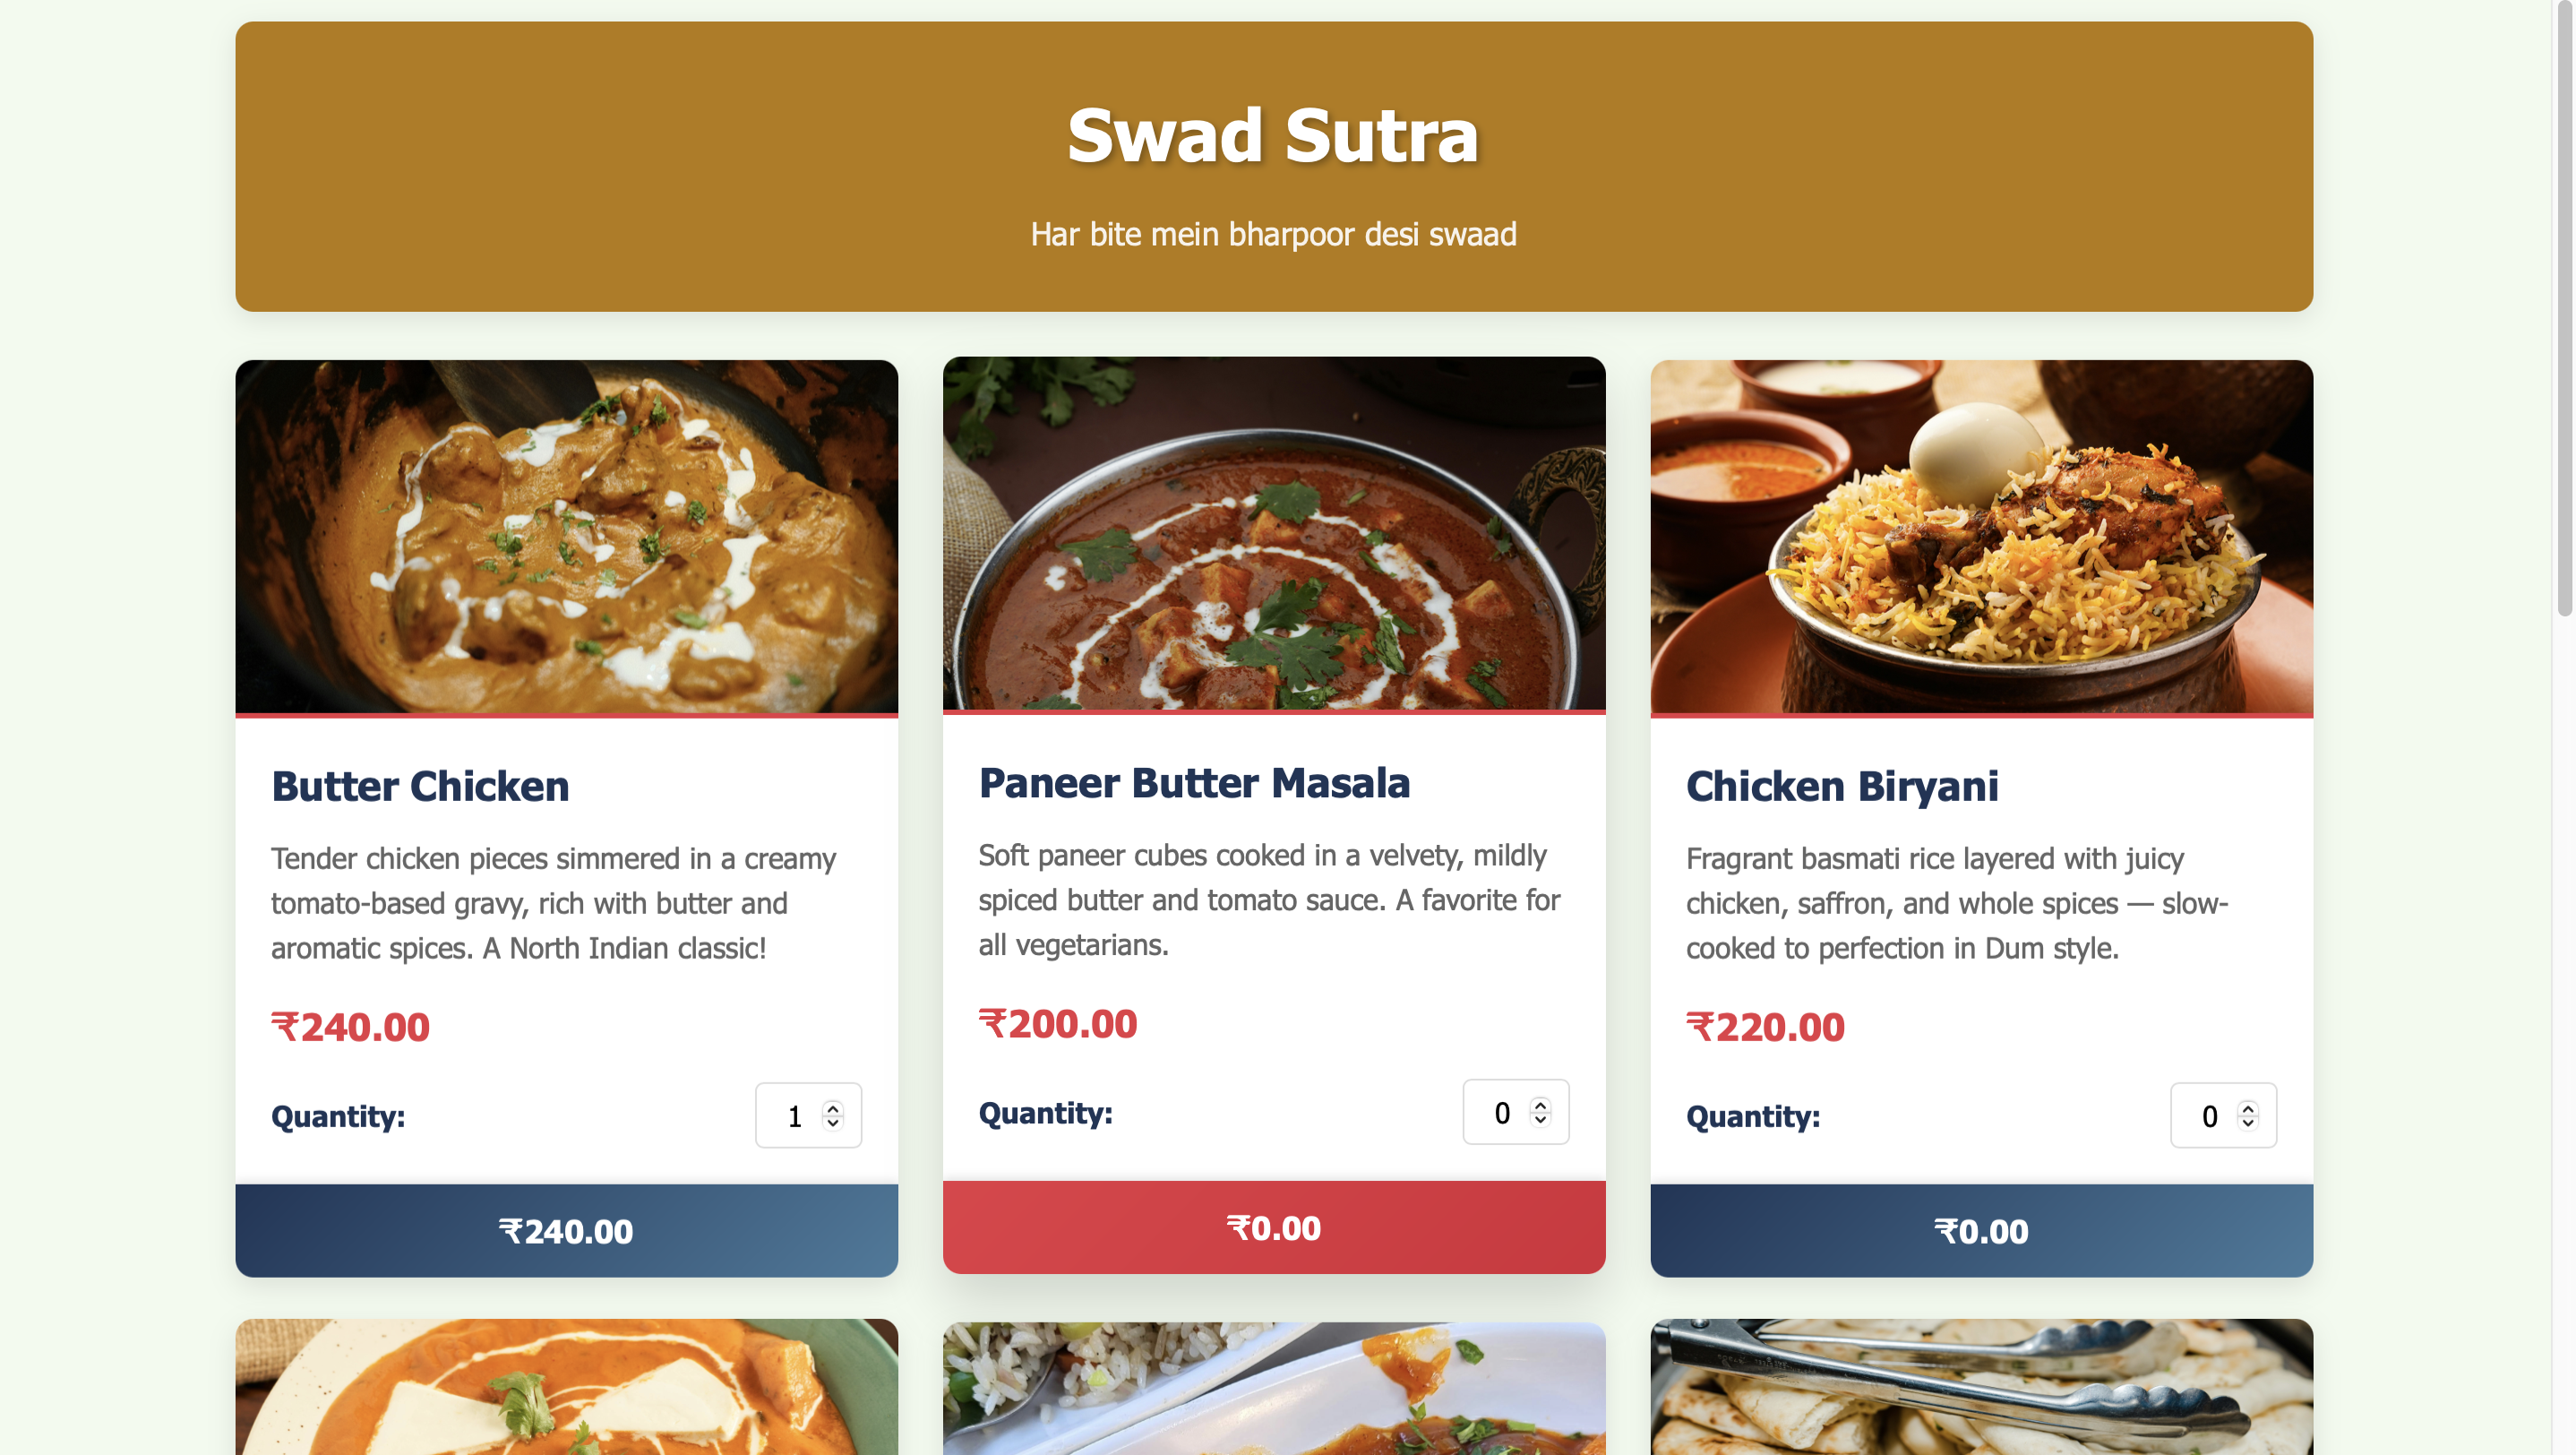 Swad Sutra
Har bite mein bharpoor desi swaad
Butter Chicken
Tender chicken pieces simmered in a creamy
tomato-based gravy, rich with butter and
aromatic spices. A North Indian classic!
₹240.00
Quantity:
1
₹240.00
Paneer Butter Masala
Soft paneer cubes cooked in a velvety, mildly
spiced butter and tomato sauce. A favorite for
all vegetarians.
₹200.00
Quantity:
0
₹0.00
Chicken Biryani
Fragrant basmati rice layered with juicy
chicken, saffron, and whole spices — slow-
cooked to perfection in Dum style.
₹220.00
Quantity:
0
₹0.00